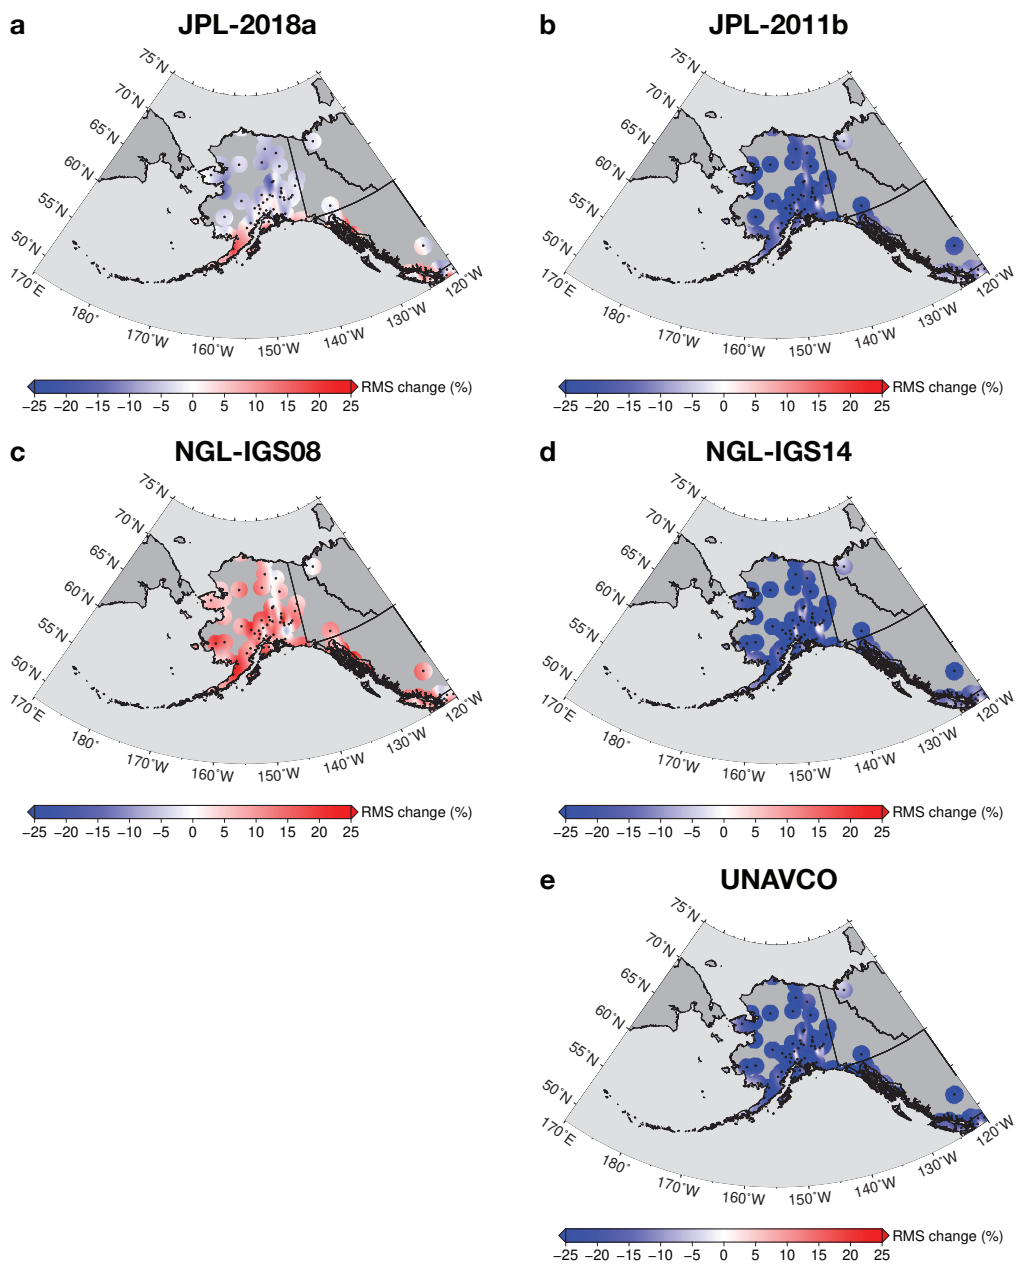 a JPL-2018a
75˚N
70˚N
65˚N
60˚N
55˚N
50˚N
170˚E
180˚
170˚W
160˚W
150˚W
140˚W
130˚W
120˚W
RMS change (%)
−25 −20 −15 −10 −5 0 5 10 15 20 25
b JPL-2011b
75˚N
70˚N
65˚N
60˚N
55˚N
50˚N
170˚E
180˚
170˚W
160˚W
150˚W
140˚W
130˚W
120˚W
RMS change (%)
−25 −20 −15 −10 −5 0 5 10 15 20 25
c NGL-IGS08
75˚N
70˚N
65˚N
60˚N
55˚N
50˚N
170˚E
180˚
170˚W
160˚W
150˚W
140˚W
130˚W
120˚W
RMS change (%)
−25 −20 −15 −10 −5 0 5 10 15 20 25
d NGL-IGS14
75˚N
70˚N
65˚N
60˚N
55˚N
50˚N
170˚E
180˚
170˚W
160˚W
150˚W
140˚W
130˚W
120˚W
RMS change (%)
−25 −20 −15 −10 −5 0 5 10 15 20 25
e UNAVCO
75˚N
70˚N
65˚N
60˚N
55˚N
50˚N
170˚E
180˚
170˚W
160˚W
150˚W
140˚W
130˚W
120˚W
RMS change (%)
−25 −20 −15 −10 −5 0 5 10 15 20 25